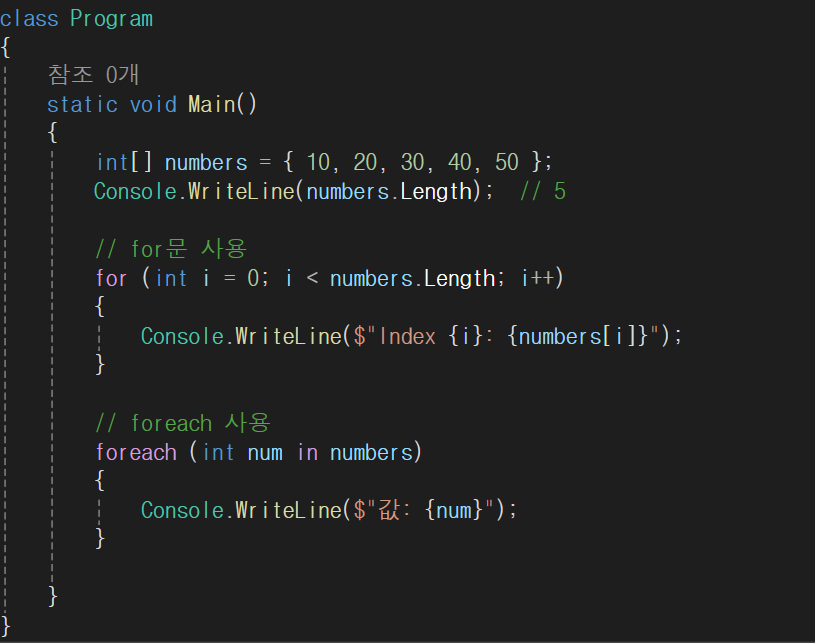 class Program
{
참조 0개
static void Main()
{
int[] numbers = { 10, 20, 30, 40, 50 };
Console.WriteLine(numbers.Length);  // 5
// for문 사용
for (int i = 0; i < numbers.Length; i++)
{
Console.WriteLine($"Index {i}: {numbers[i]}");
}
// foreach 사용
foreach (int num in numbers)
{
Console.WriteLine($"값: {num}");
}
}
}